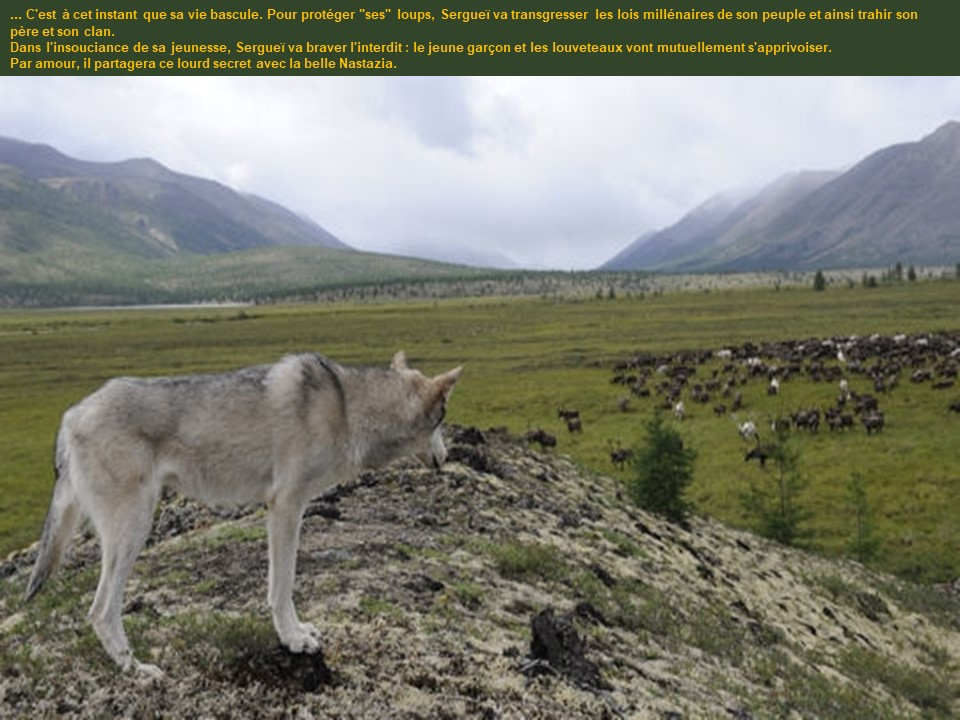 ... C'est à cet instant que sa vie bascule. Pour protéger "ses" loups, Sergueï va transgresser les lois millénaires de son peuple et ainsi trahir son
père et son clan.
Dans l'insouciance de sa jeunesse, Sergueï va braver l'interdit : le jeune garçon et les louveteaux vont mutuellement s'apprivoiser.
Par amour, il partagera ce lourd secret avec la belle Nastazia.